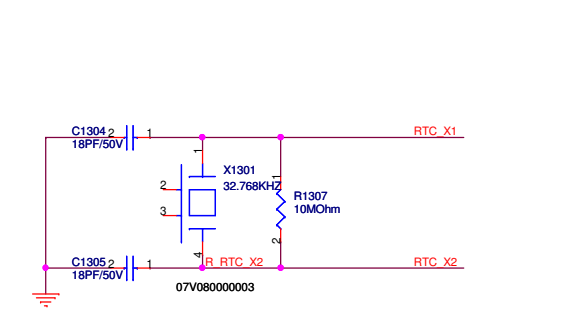 C1304 2 1 RTC_X1
18PF/50V
1
X1301
2 32.768KHZ 1
R1307
3 10MOhm
2
4
C1305 2 1 R_RTC_X2 RTC_X2
18PF/50V
07V080000003